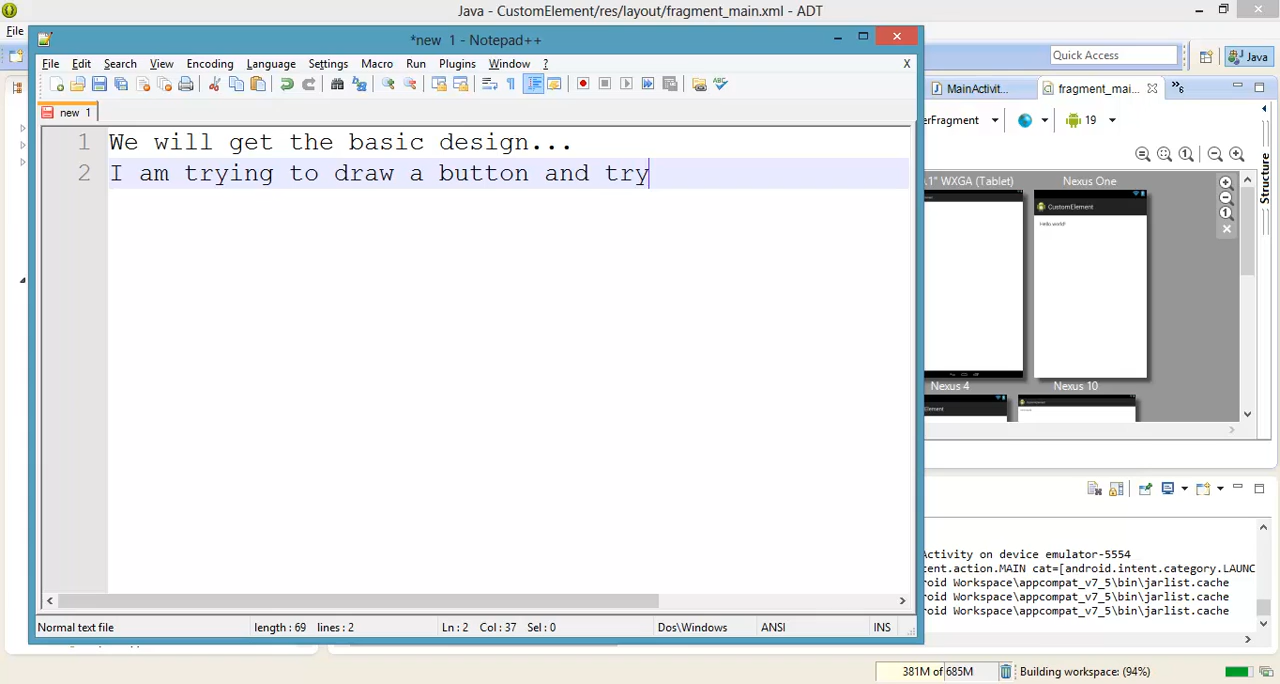 Java - CustomElement/res/layout/fragment_main.xml - ADT
File
*new 1 - Notepad++
File Edit Search View Encoding Language Settings Macro Run Plugins Window ? X
Quick Access
Java
new 1
MainActivit...
fragment_mai...
6
erFragment
19
1 We will get the basic design...
2 I am trying to draw a button and try
.1" WXGA (Tablet)
Nexus One
CustomElement
Hello world!
Structure
Nexus 4
Nexus 10
Activity on device emulator-5554
tent.action.MAIN cat=[android.intent.category.LAUNC
roid Workspace\appcompat_v7_5\bin\jarlist.cache
roid Workspace\appcompat_v7_5\bin\jarlist.cache
roid Workspace\appcompat_v7_5\bin\jarlist.cache
Normal text file length : 69 lines : 2 Ln : 2 Col : 37 Sel : 0 Dos\Windows ANSI INS
381M of 685M
Building workspace: (94%)